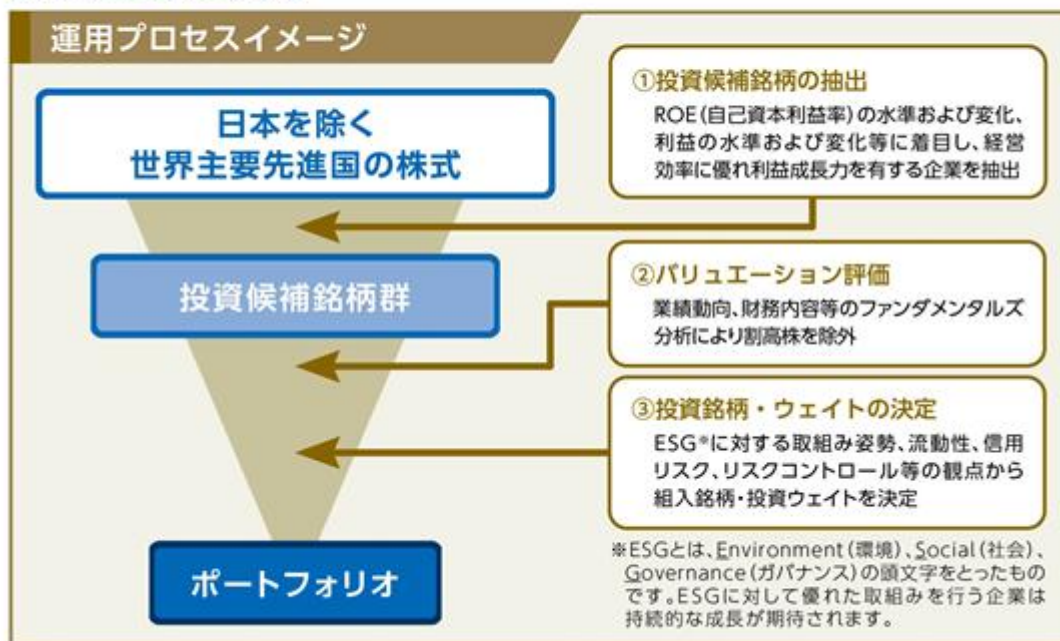 運用プロセスイメージ
日本を除く
世界主要先進国の株式
①投資候補銘柄の抽出
ROE(自己資本利益率)の水準および変化、
利益の水準および変化等に着目し、経営
効率に優れ利益成長力を有する企業を抽出
投資候補銘柄群
②バリュエーション評価
業績動向、財務内容等のファンダメンタルズ
分析により割高株を除外
③投資銘柄・ウェイトの決定
ESG※に対する取組み姿勢、流動性、信用
リスク、リスクコントロール等の観点から
組入銘柄・投資ウェイトを決定
ポートフォリオ
※ESGとは、Environment(環境)、Social(社会)、
Governance(ガバナンス)の頭文字をとったもの
です。ESGに対して優れた取組みを行う企業は
持続的な成長が期待されます。